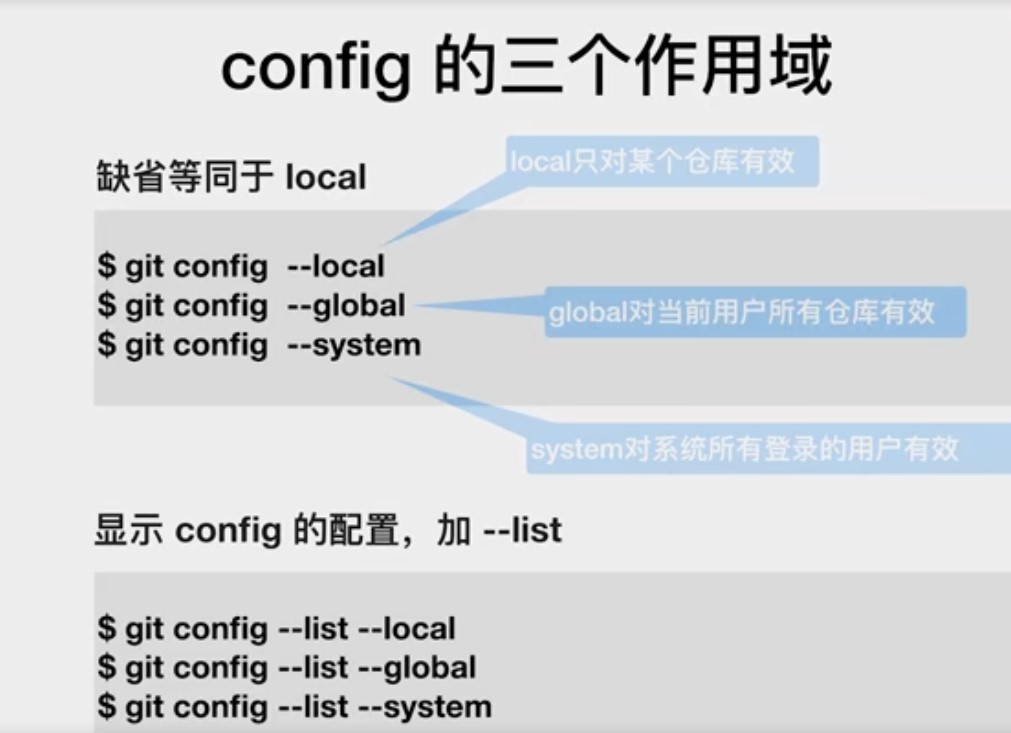 config 的三个作用域
local只对某个仓库有效
缺省等同于 local
$ git config --local
$ git config --global
global对当前用户所有仓库有效
$ git config --system
system对系统所有登录的用户有效
显示 config 的配置，加 --list
$ git config --list --local
$ git config --list --global
$ git config --list --system